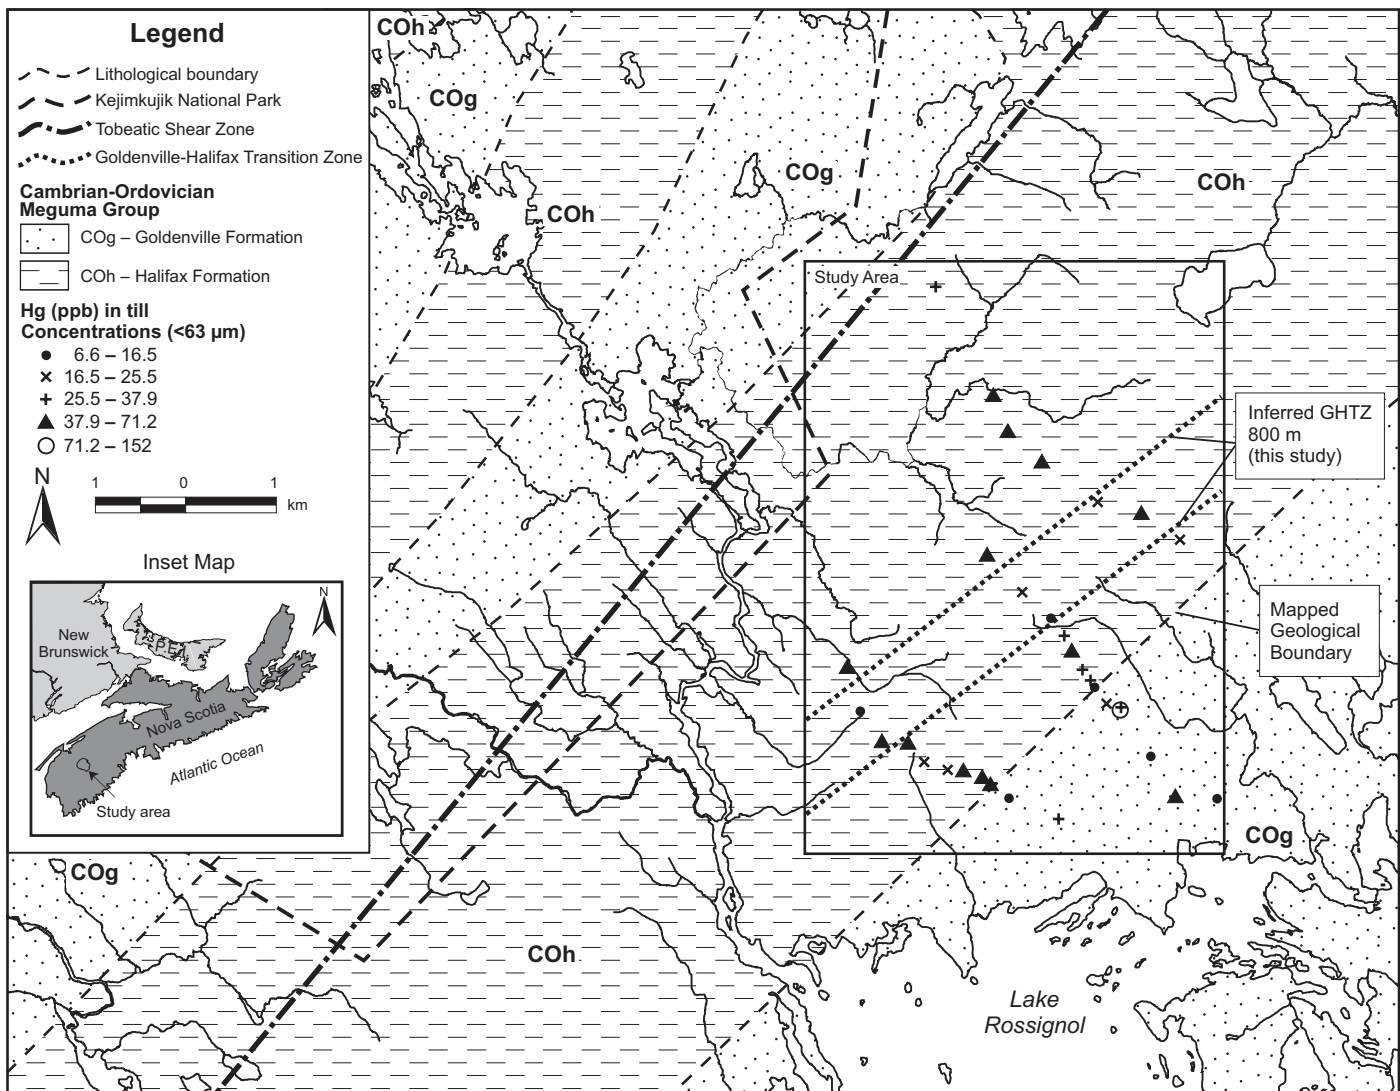 Legend
Lithological boundary
Kejimkujik National Park
Tobeatic Shear Zone
Goldenville-Halifax Transition Zone
Cambrian-Ordovician
Meguma Group
COg – Goldenville Formation
COh – Halifax Formation
Hg (ppb) in till
Concentrations (<63 µm)
6.6 – 16.5
16.5 – 25.5
25.5 – 37.9
37.9 – 71.2
71.2 – 152
N
1 0 1
km
Inset Map
N
New
Brunswick
P.E.I.
Nova Scotia
Atlantic Ocean
Study area
COh
COg
COh
COg
COh
Study Area
Inferred GHTZ
800 m
(this study)
Mapped
Geological
Boundary
COg
COg
COh
Lake
Rossignol